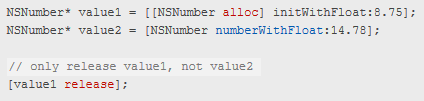 NSNumber* value1 = [[NSNumber alloc] initWithFloat:8.75];
NSNumber* value2 = [NSNumber numberWithFloat:14.78];
// only release value1, not value2
[value1 release];